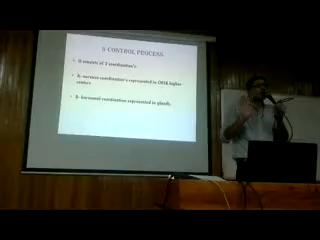 5-CONTROL PROCESS
• It consists of 2 coordination's:
• A- nervous coordination's represented in CNS& higher centers
• B- hormonal coordination represented in glands.